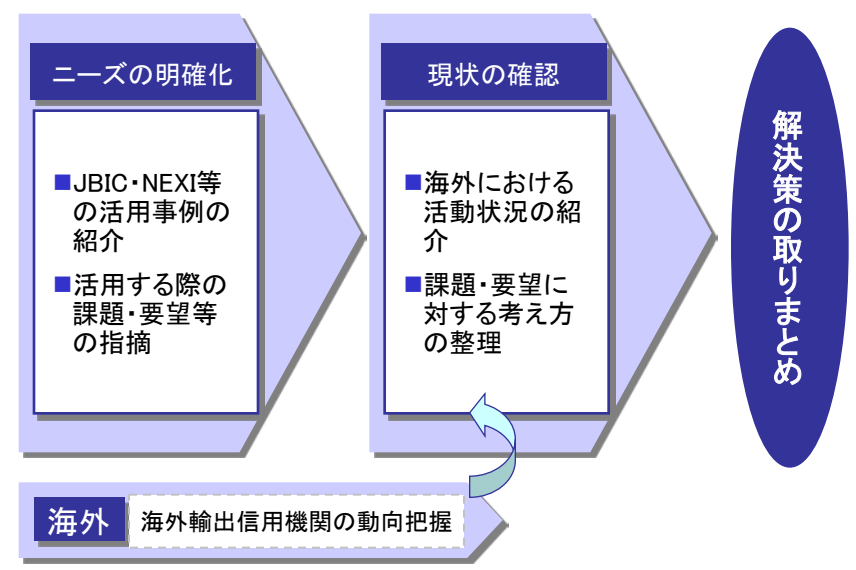 ニーズの明確化
■JBIC・NEXI等
の活用事例の
紹介
■活用する際の
課題・要望等
の指摘
現状の確認
■海外における
活動状況の紹
介
■課題・要望に
対する考え方
の整理
解決策の取りまとめ
海外
海外輸出信用機関の動向把握